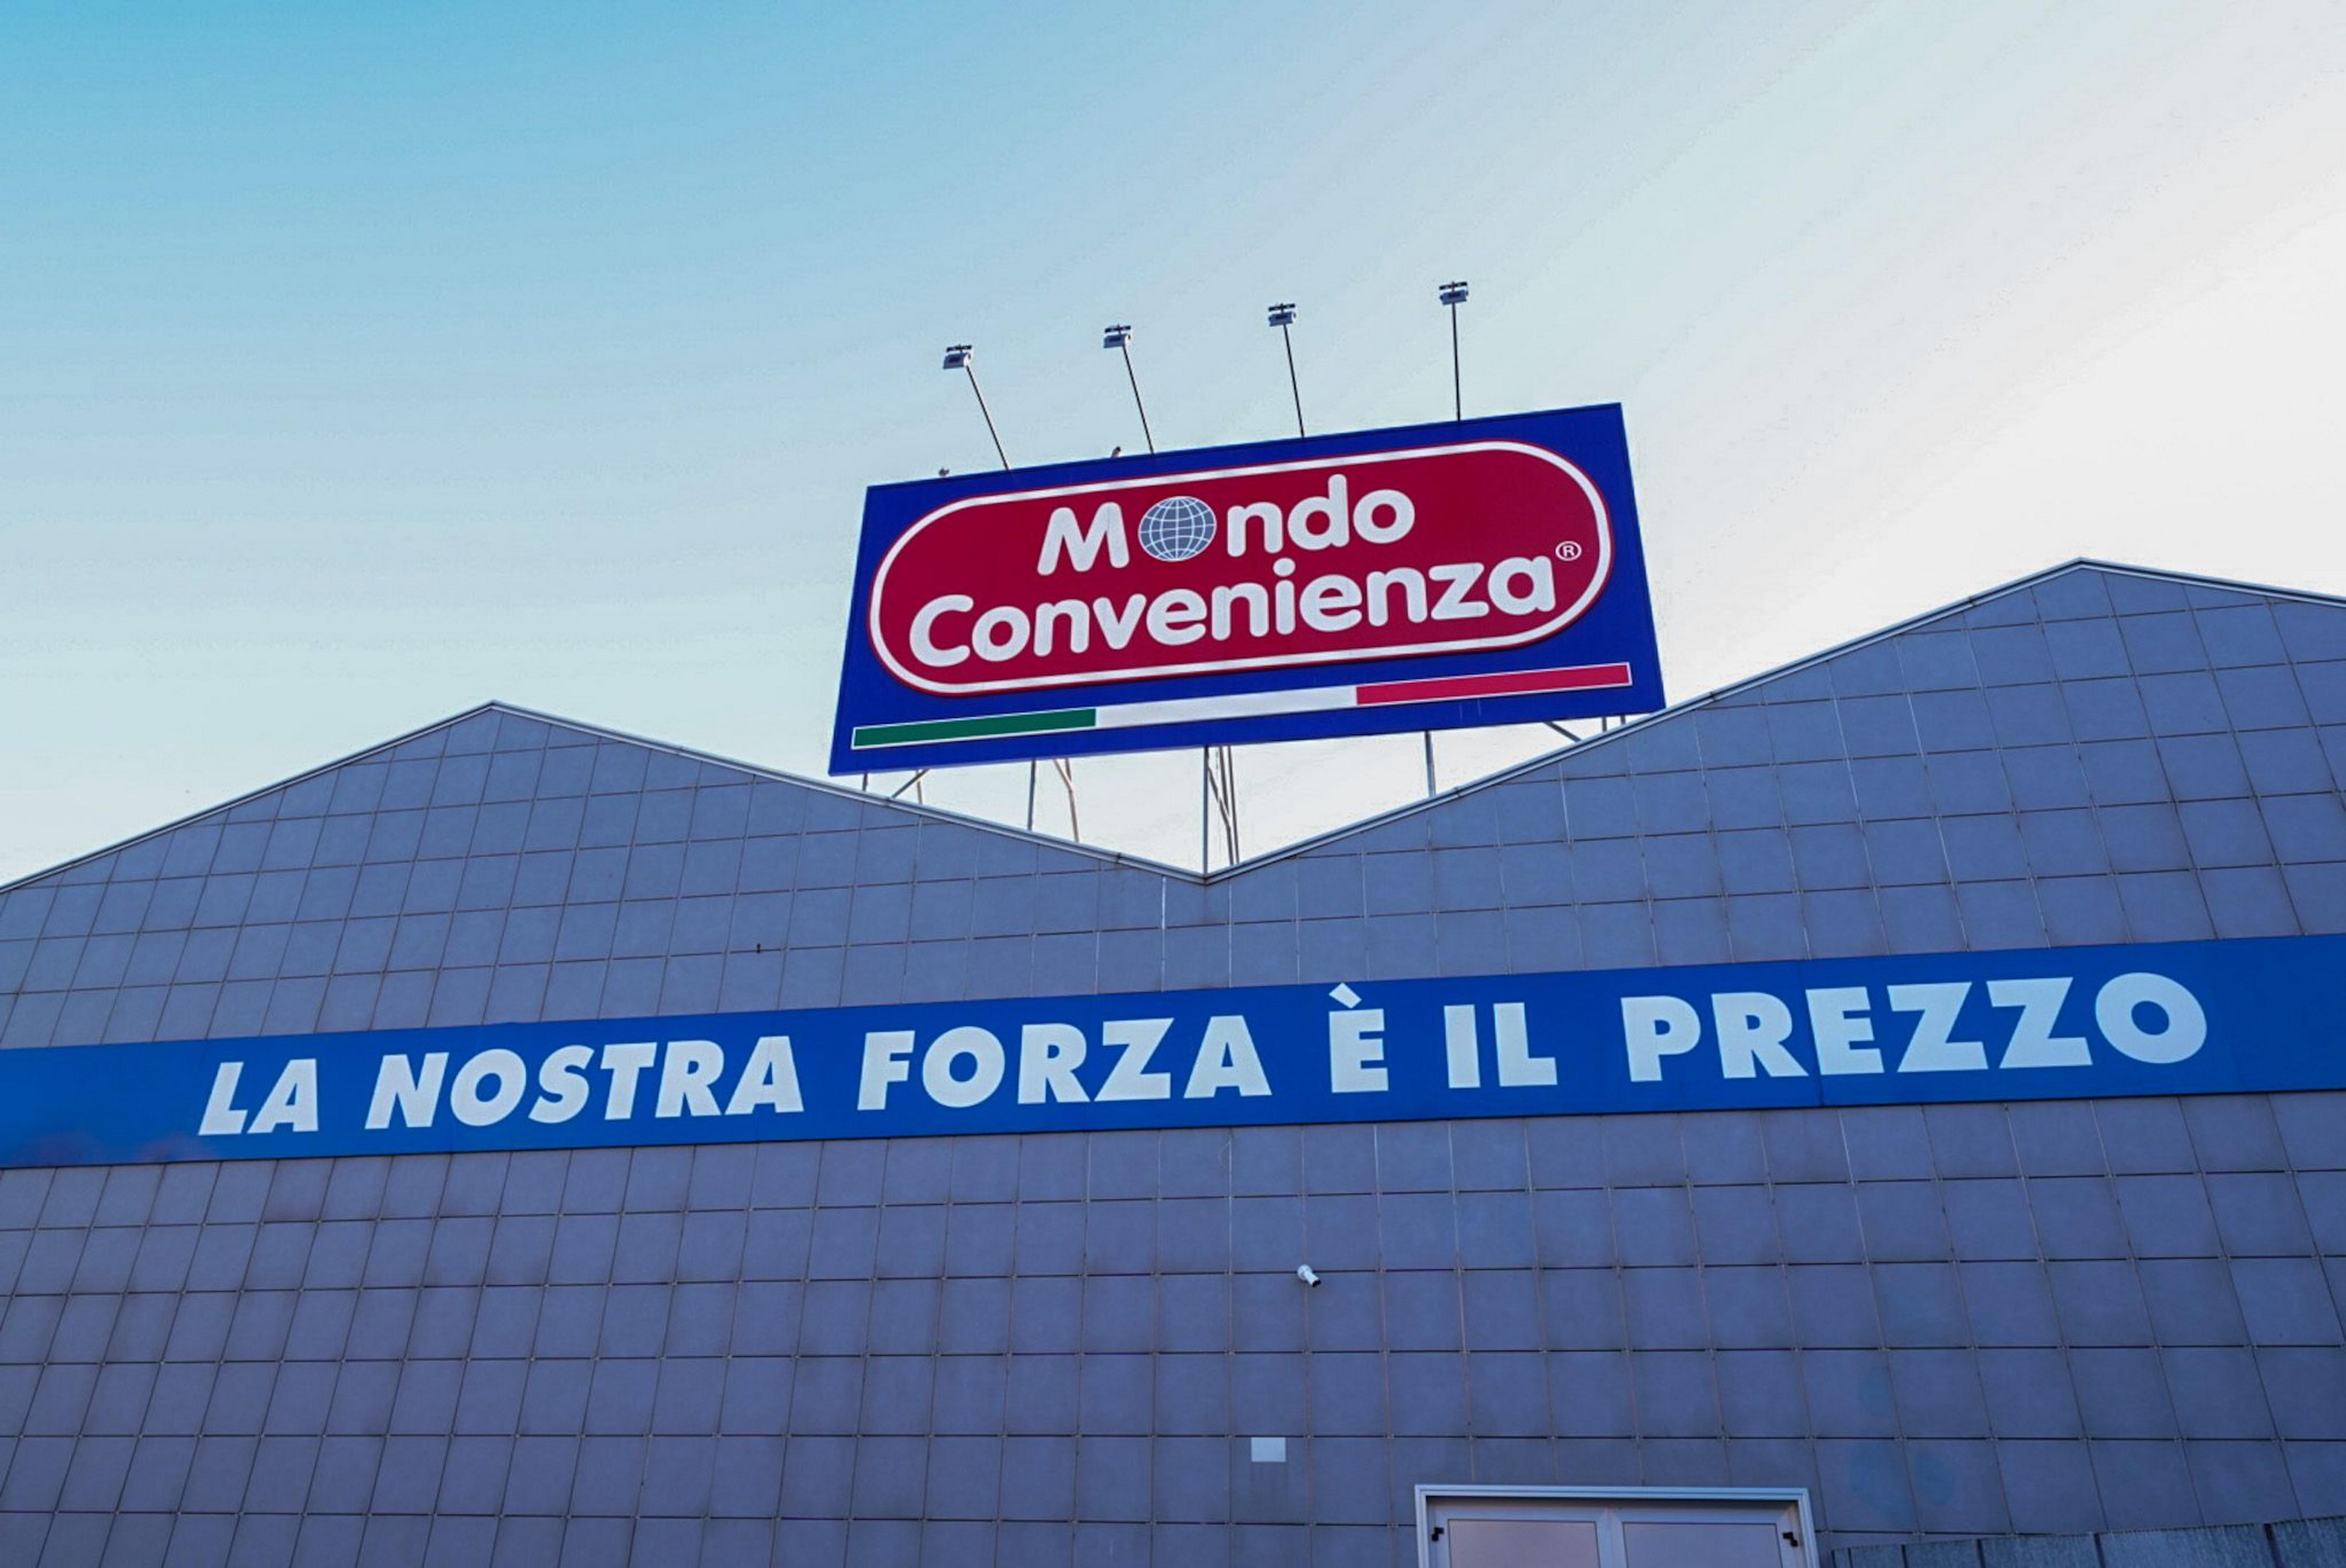 Mondo
Convenienza®
LA NOSTRA FORZA È IL PREZZO